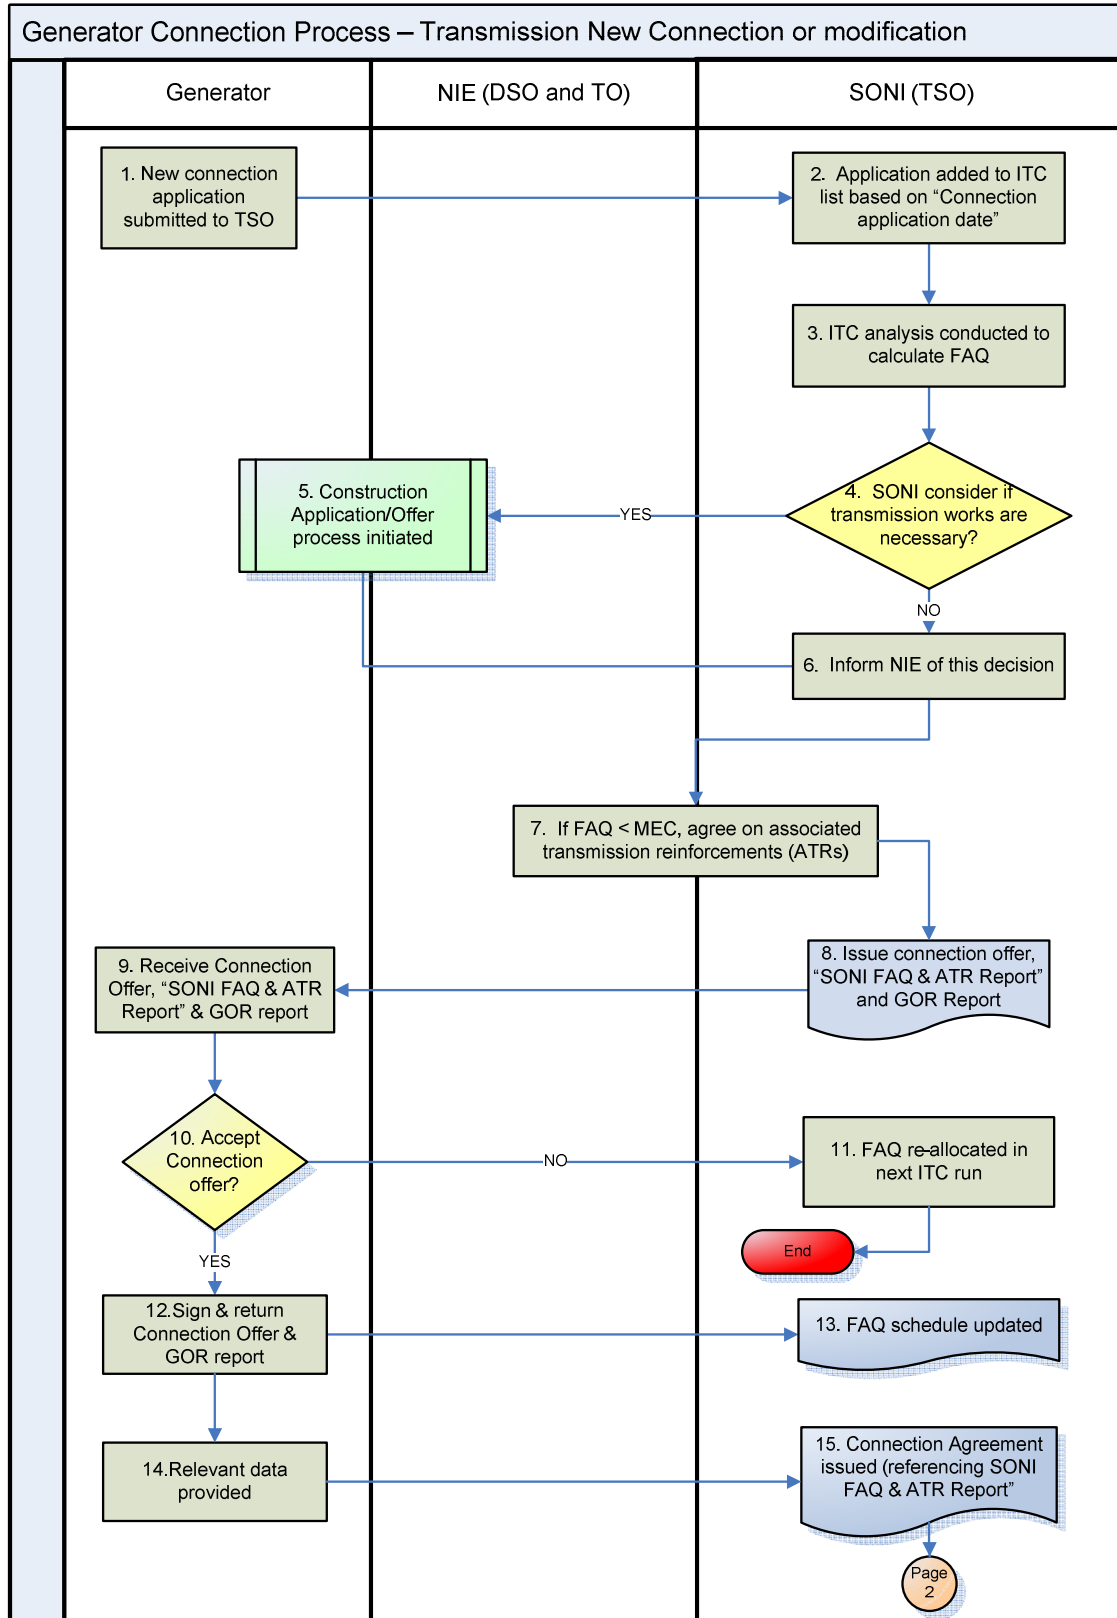 Generator Connection Process – Transmission New Connection or modification
Generator
NIE (DSO and TO)
SONI (TSO)
1. New connection
application
submitted to TSO
2. Application added to ITC
list based on “Connection
application date”
3. ITC analysis conducted to
calculate FAQ
4. SONI consider if
transmission works are
necessary?
YES
5. Construction
Application/Offer
process initiated
NO
6. Inform NIE of this decision
7. If FAQ < MEC, agree on associated
transmission reinforcements (ATRs)
8. Issue connection offer,
“SONI FAQ & ATR Report”
and GOR Report
9. Receive Connection
Offer, “SONI FAQ & ATR
Report” & GOR report
10. Accept
Connection
offer?
NO
11. FAQ re-allocated in
next ITC run
End
YES
12.Sign & return
Connection Offer &
GOR report
13. FAQ schedule updated
14.Relevant data
provided
15. Connection Agreement
issued (referencing SONI
FAQ & ATR Report”
Page
2